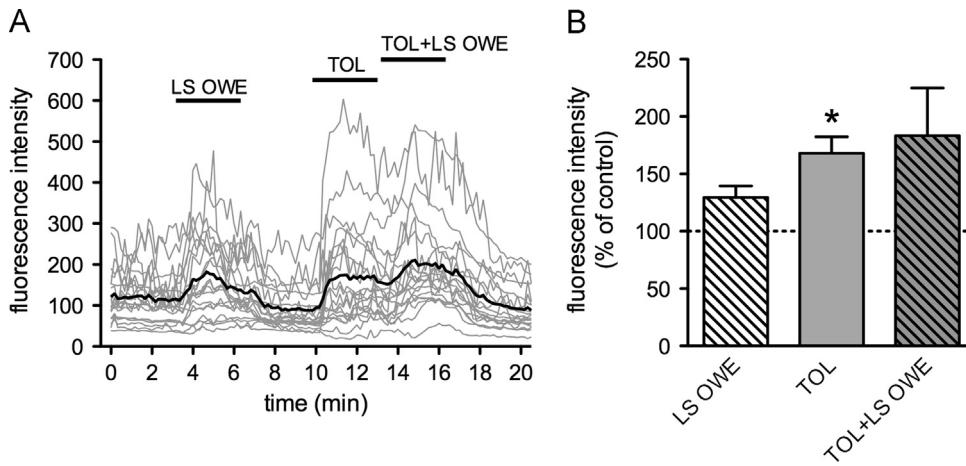 A
fluorescence intensity
700
600
500
400
300
200
100
0
LS OWE
TOL
TOL+LS OWE
0 2 4 6 8 10 12 14 16 18 20
time (min)
B
fluorescence intensity
(% of control)
250
200
150
100
50
0
*
LS OWE
TOL
TOL+LS OWE